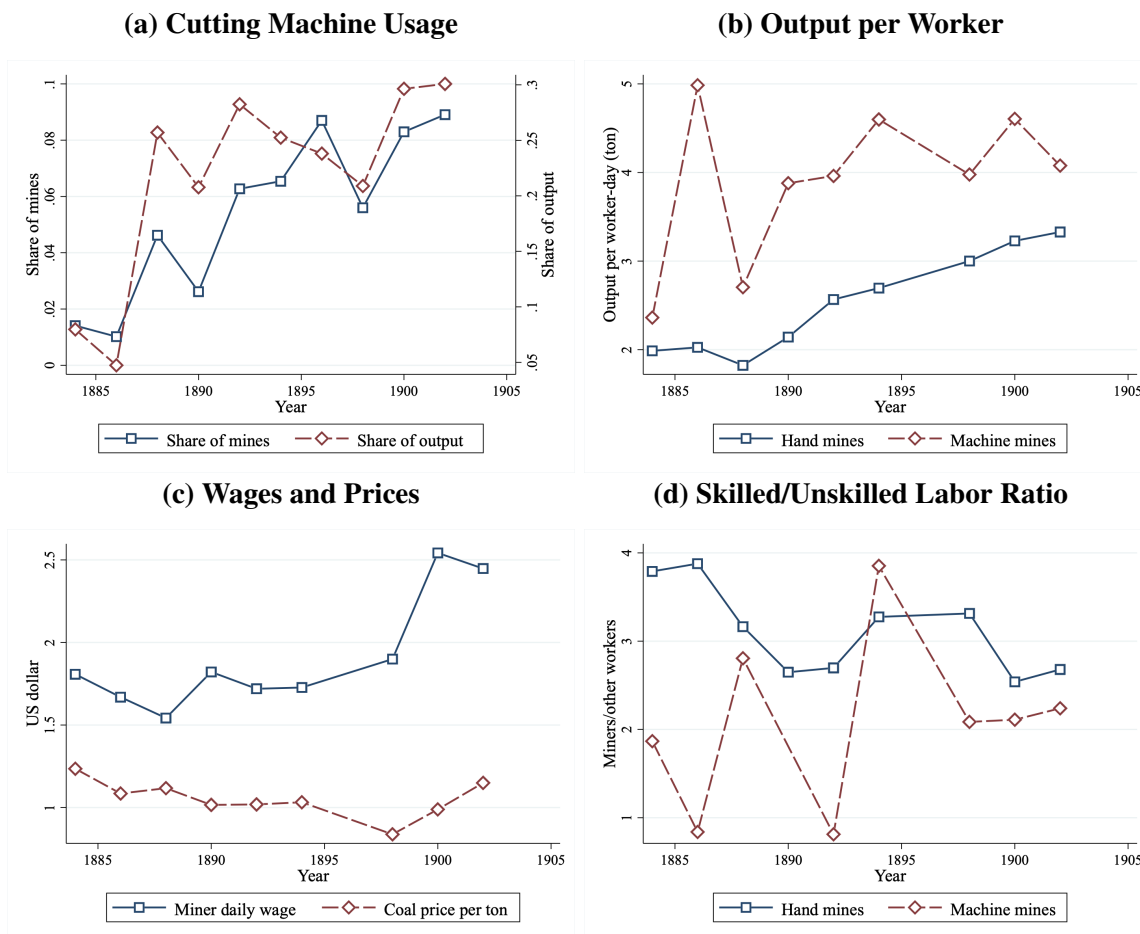 (a) Cutting Machine Usage
Share of mines
0 .02 .04 .06 .08 .1
.05 .1 .15 .2 .25 .3
Share of output
1885 1890 1895 1900 1905
Year
Share of mines Share of output
(b) Output per Worker
Output per worker-day (ton)
2 3 4 5
1885 1890 1895 1900 1905
Year
Hand mines Machine mines
(c) Wages and Prices
US dollar
1 1.5 2 2.5
1885 1890 1895 1900 1905
Year
Miner daily wage Coal price per ton
(d) Skilled/Unskilled Labor Ratio
Miners/other workers
1 2 3 4
1885 1890 1895 1900 1905
Year
Hand mines Machine mines